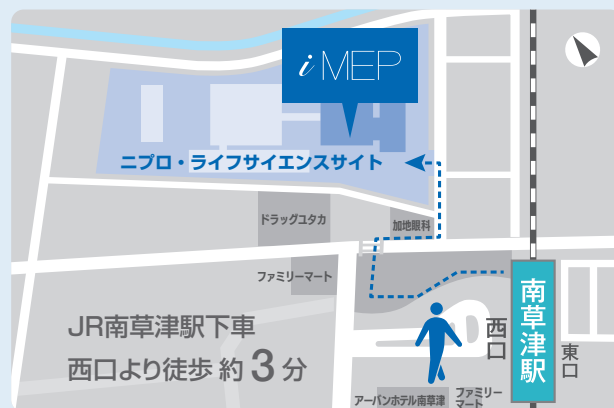 i MEP
ニプロ・ライフサイエンスサイト
ドラッグユタカ
加地眼科
ファミリーマート
JR南草津駅下車
西口より徒歩 約 3 分
西口
南草津駅
東口
アーバンホテル南草津
ファミリー
マート